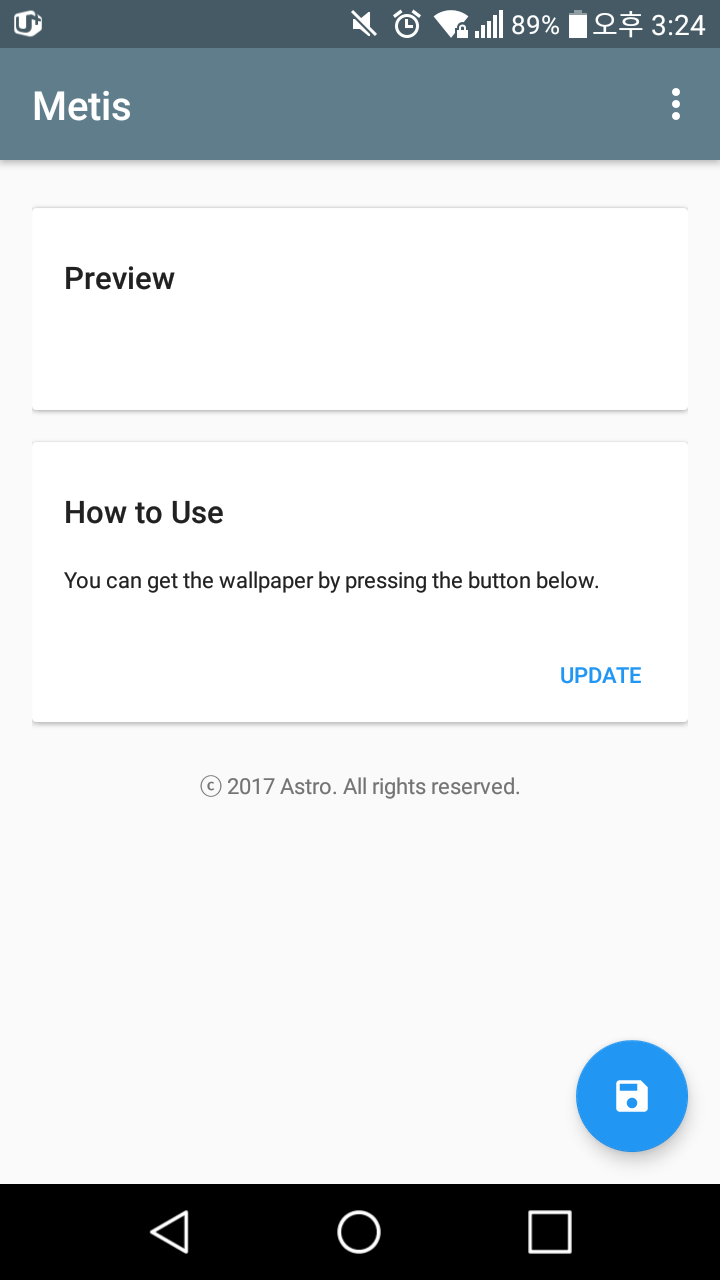 U+ 89% 오후 3:24
Metis
Preview
How to Use
You can get the wallpaper by pressing the button below.
UPDATE
ⓒ 2017 Astro. All rights reserved.